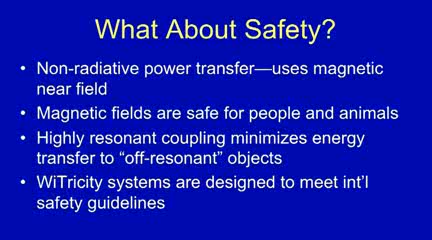 What About Safety?
• Non-radiative power transfer—uses magnetic
near field
• Magnetic fields are safe for people and animals
• Highly resonant coupling minimizes energy
transfer to “off-resonant” objects
• WiTricity systems are designed to meet int’l
safety guidelines